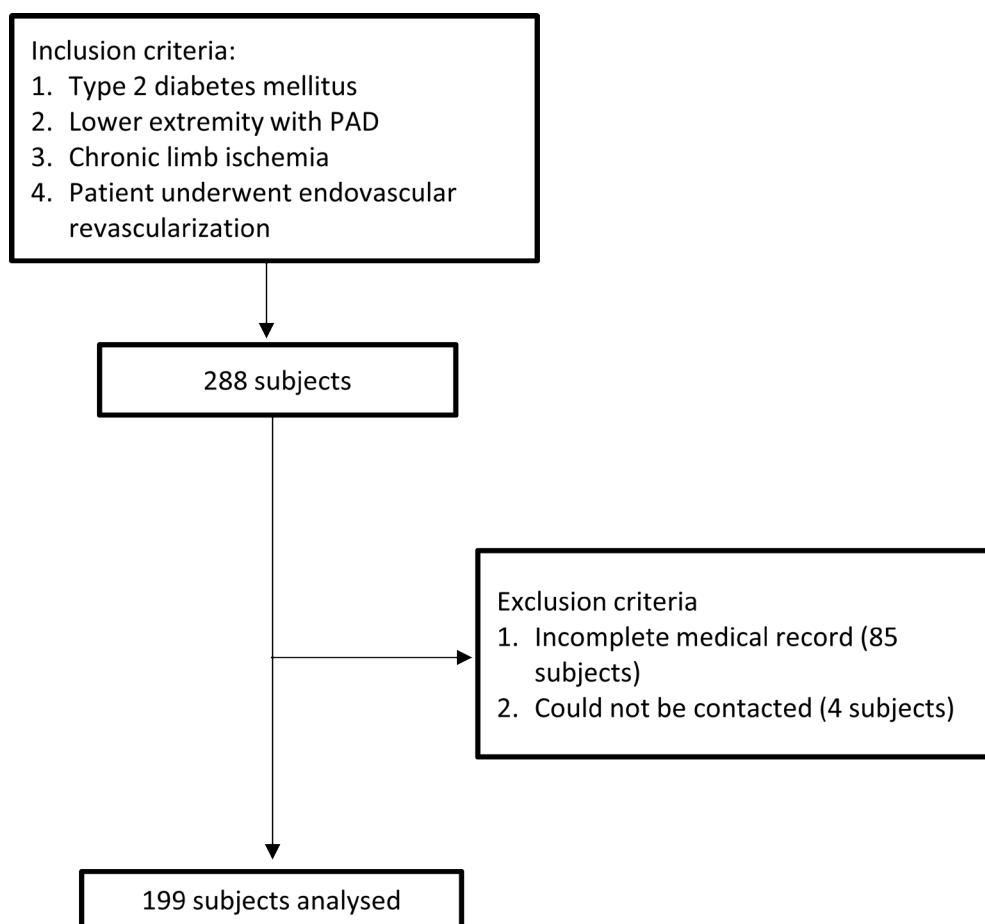 Inclusion criteria:
1. Type 2 diabetes mellitus
2. Lower extremity with PAD
3. Chronic limb ischemia
4. Patient underwent endovascular
revascularization
288 subjects
Exclusion criteria
1. Incomplete medical record (85
subjects)
2. Could not be contacted (4 subjects)
199 subjects analysed